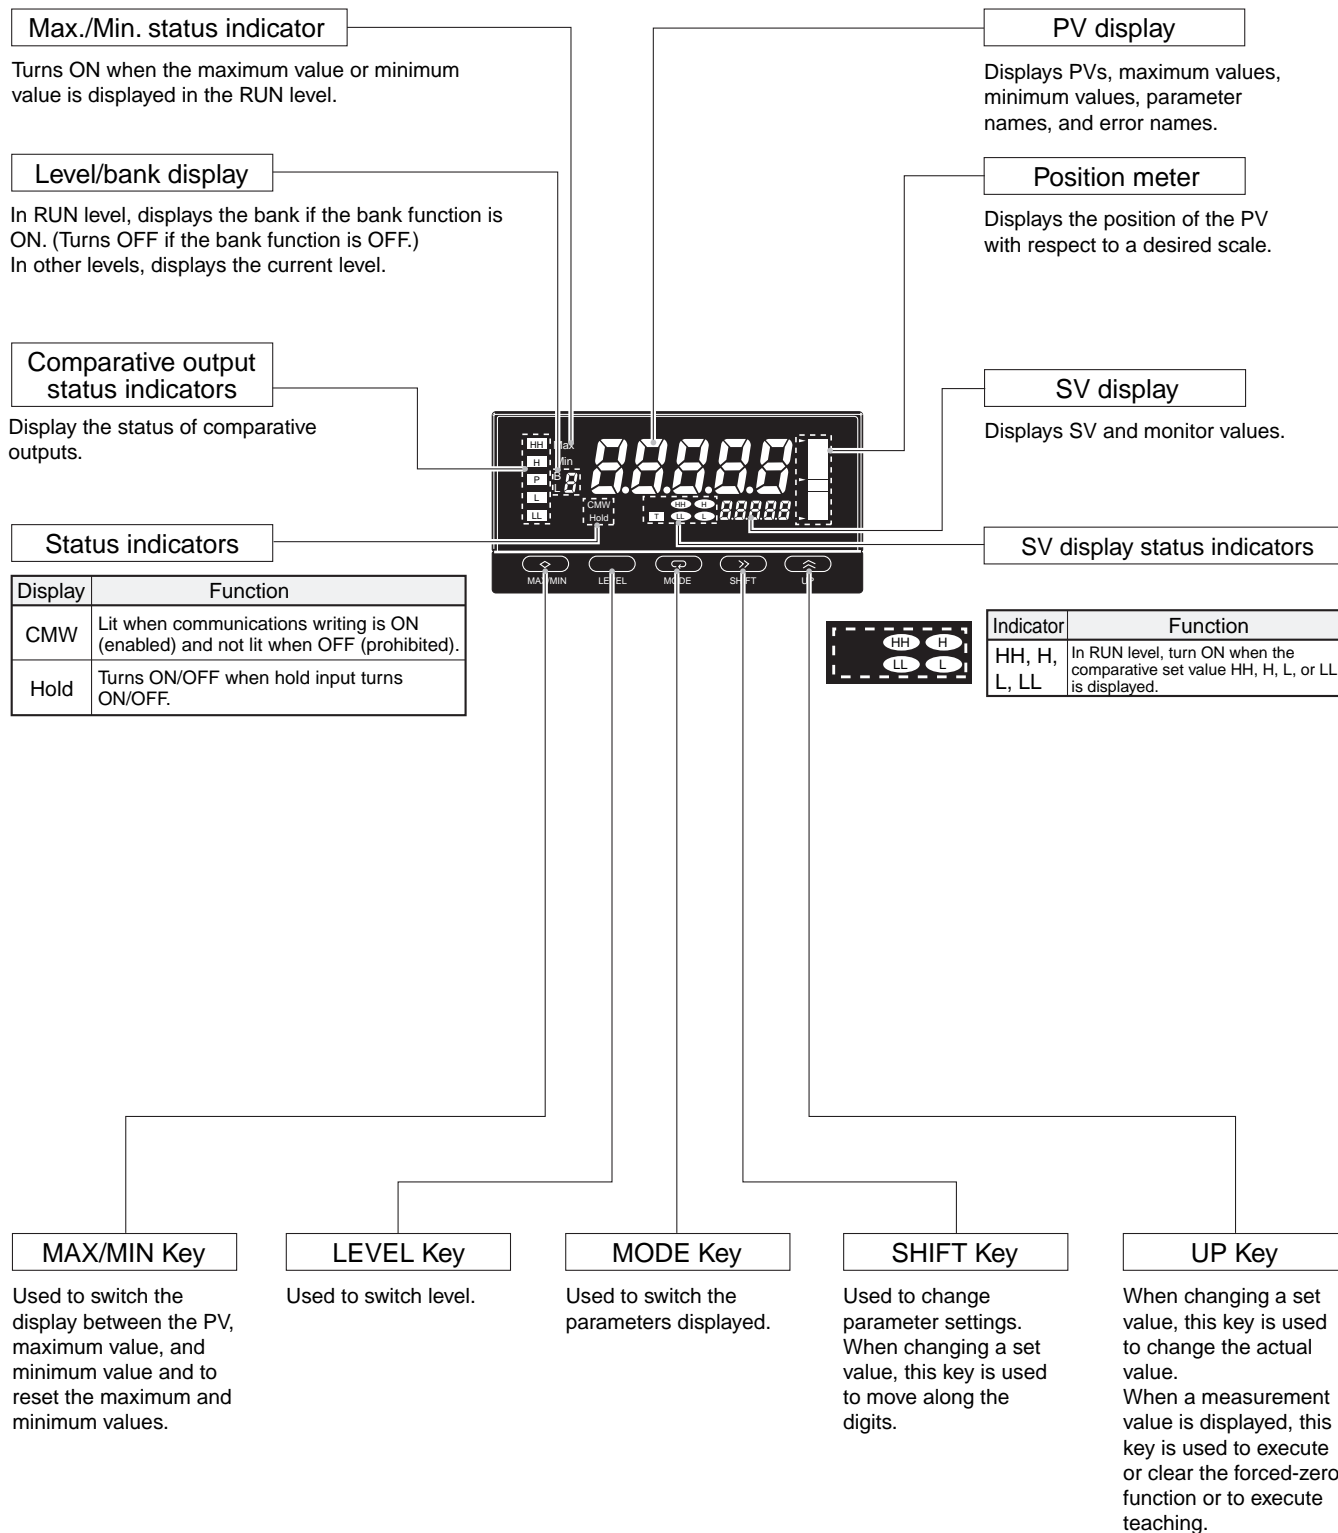 Max./Min. status indicator
Turns ON when the maximum value or minimum
value is displayed in the RUN level.
Level/bank display
In RUN level, displays the bank if the bank function is
ON. (Turns OFF if the bank function is OFF.)
In other levels, displays the current level.
Comparative output
status indicators
Display the status of comparative
outputs.
Status indicators
Display Function
CMW Lit when communications writing is ON
(enabled) and not lit when OFF (prohibited).
Hold Turns ON/OFF when hold input turns
ON/OFF.
PV display
Displays PVs, maximum values,
minimum values, parameter
names, and error names.
Position meter
Displays the position of the PV
with respect to a desired scale.
SV display
Displays SV and monitor values.
SV display status indicators
Indicator Function
HH, H, In RUN level, turn ON when the
comparative set value HH, H, L, or LL
L, LL is displayed.
HH Max
H Min
P B
L L
LL
8.8.8.8.8
8
CMW
Hold
T HH H
LL L
88888
MAX/MIN LEVEL MODE SHIFT UP
HH H
LL L
MAX/MIN Key
Used to switch the
display between the PV,
maximum value, and
minimum value and to
reset the maximum and
minimum values.
LEVEL Key
Used to switch level.
MODE Key
Used to switch the
parameters displayed.
SHIFT Key
Used to change
parameter settings.
When changing a set
value, this key is used
to move along the
digits.
UP Key
When changing a set
value, this key is used
to change the actual
value.
When a measurement
value is displayed, this
key is used to execute
or clear the forced-zero
function or to execute
teaching.